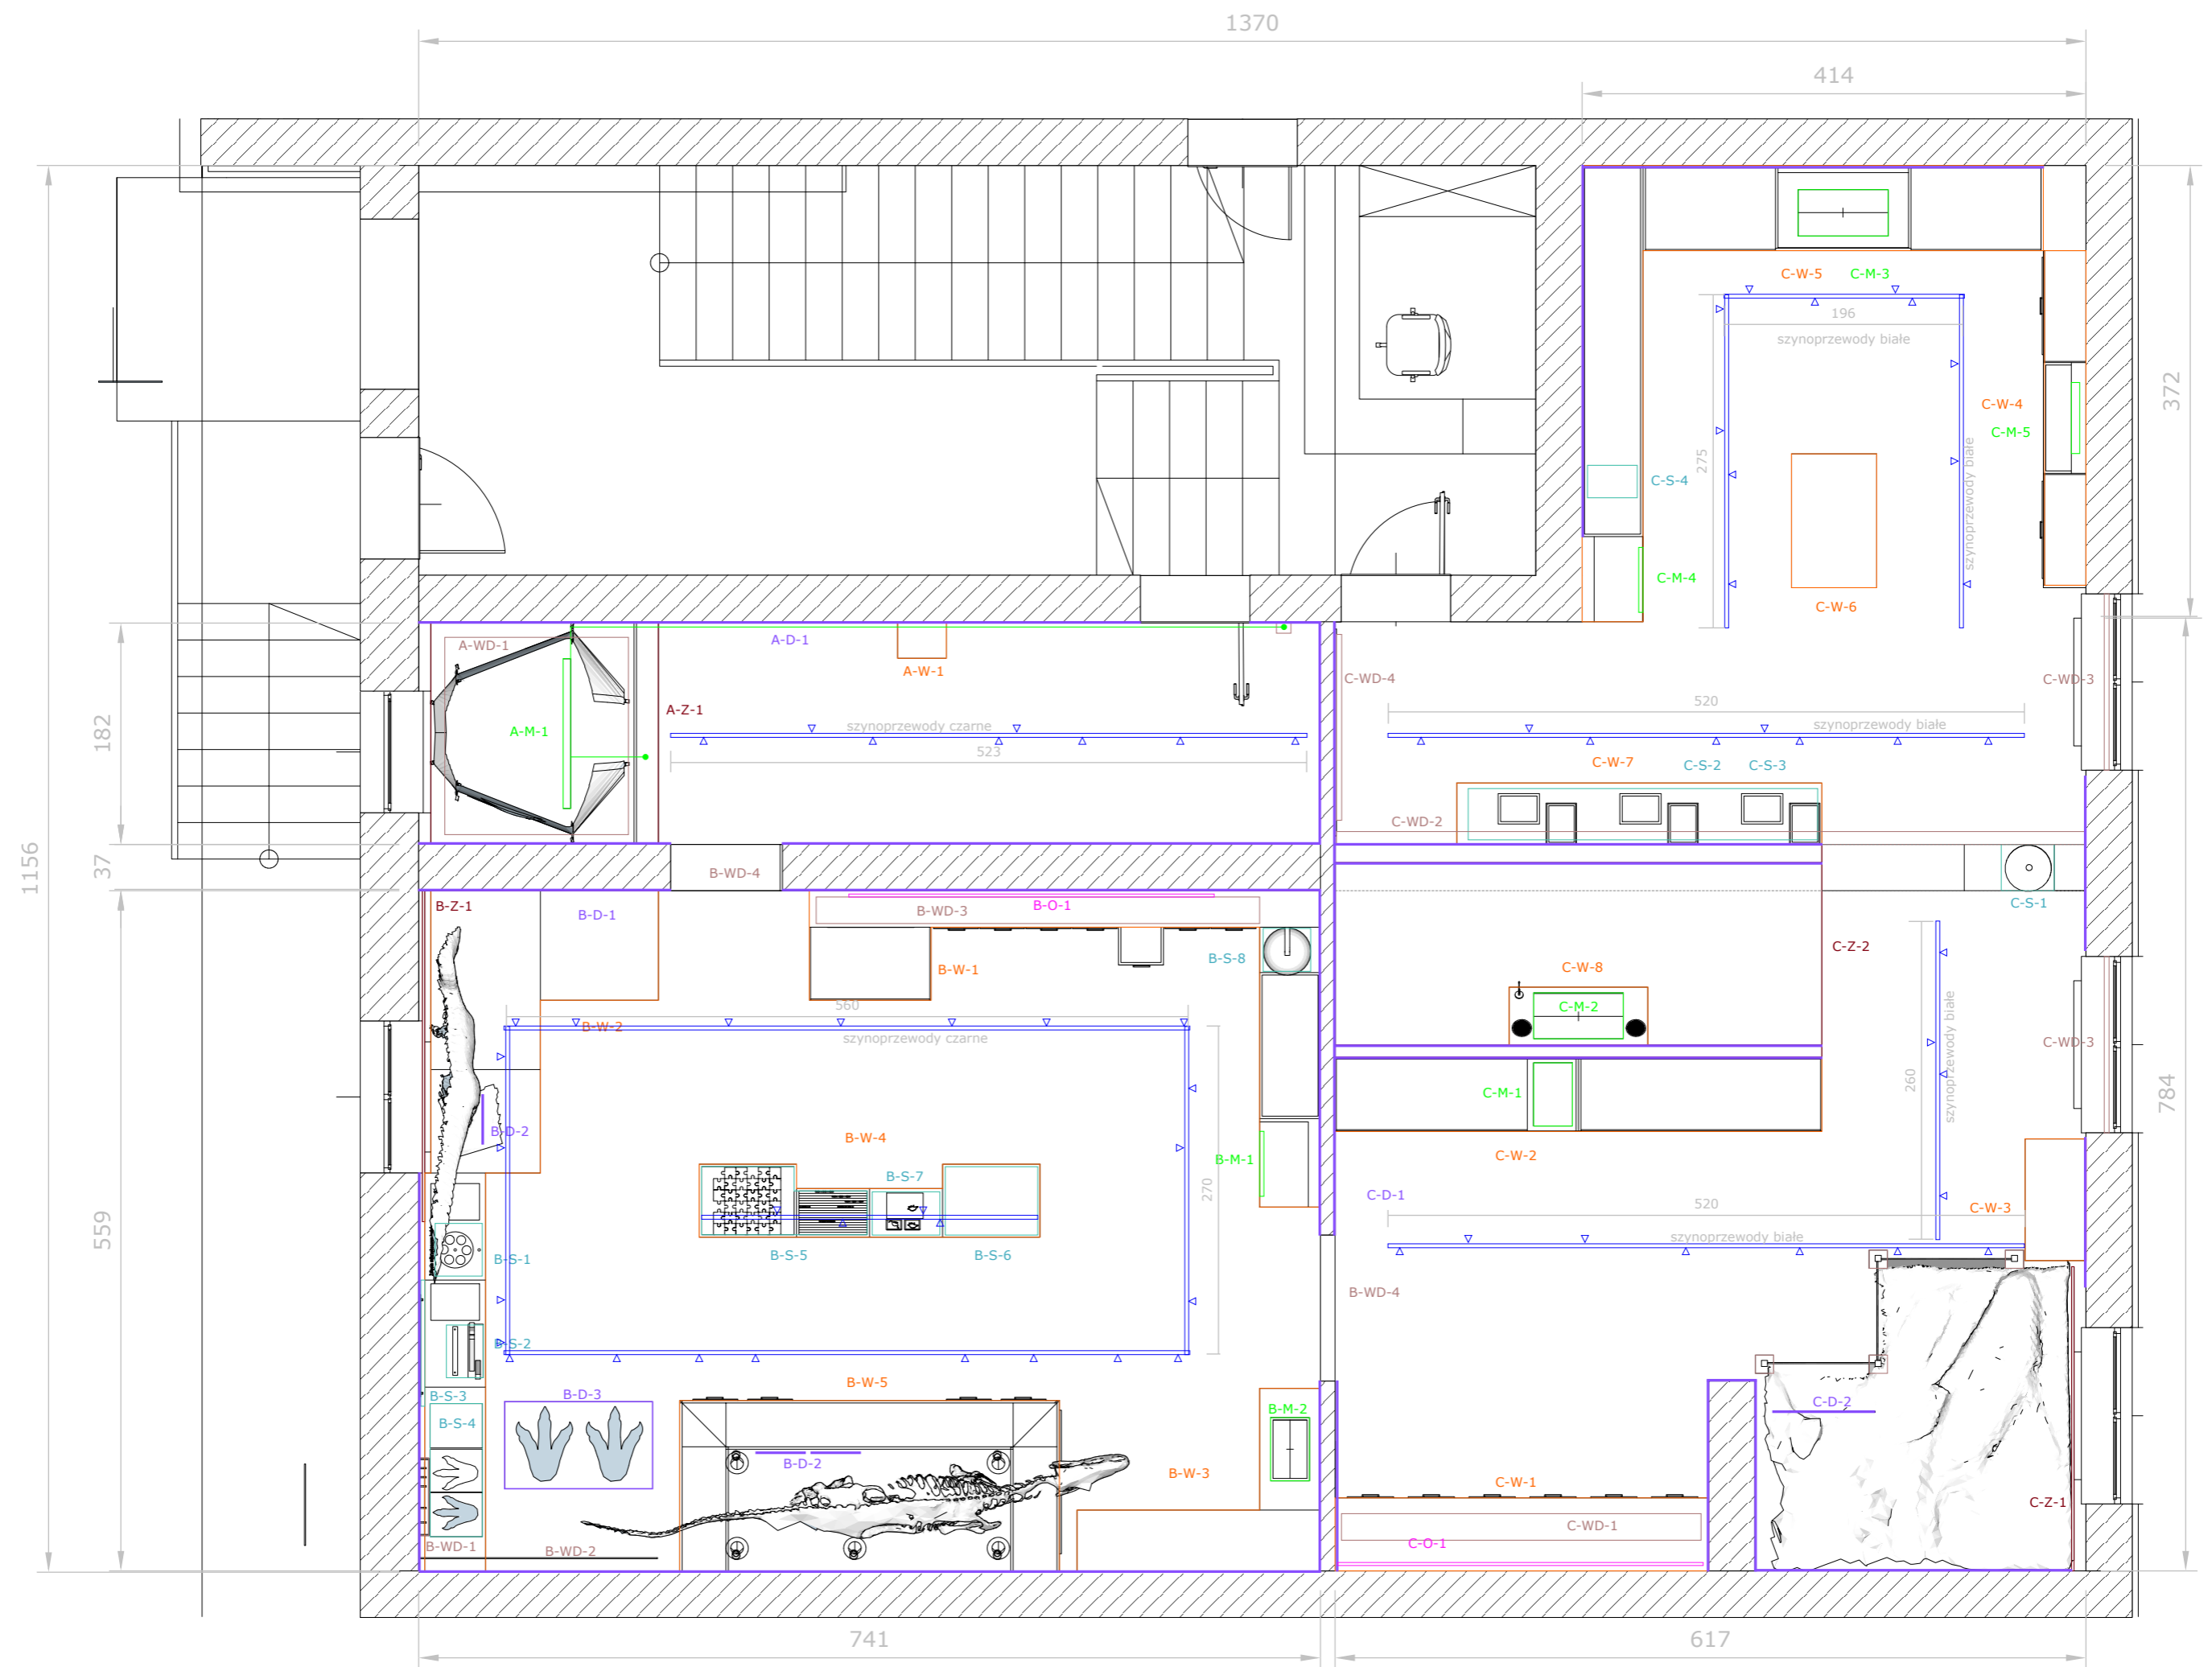 1370
414
C-W-5
C-M-3
196
szynoprzewody białe
372
C-W-4
C-M-5
275
szynoprzewody białe
C-S-4
C-M-4
C-W-6
A-WD-1
A-D-1
A-W-1
C-WD-4
C-WD-3
A-Z-1
520
182
A-M-1
szynoprzewody czarne
szynoprzewody białe
523
C-W-7
C-S-2
C-S-3
C-WD-2
1156
37
B-WD-4
B-Z-1
B-D-1
B-WD-3
B-O-1
C-S-1
C-Z-2
B-S-8
B-W-1
C-W-8
560
C-M-2
B-W-2
szynoprzewody czarne
szynoprzewody białe
C-WD-3
260
C-M-1
784
B-D-2
B-W-4
B-M-1
C-W-2
B-S-7
270
C-D-1
520
C-W-3
559
B-S-1
B-S-5
B-S-6
szynoprzewody białe
B-WD-4
B-S-2
B-W-5
B-S-3
B-D-3
C-D-2
B-M-2
B-S-4
B-D-2
B-W-3
C-W-1
C-Z-1
C-WD-1
B-WD-1
B-WD-2
C-O-1
741
617